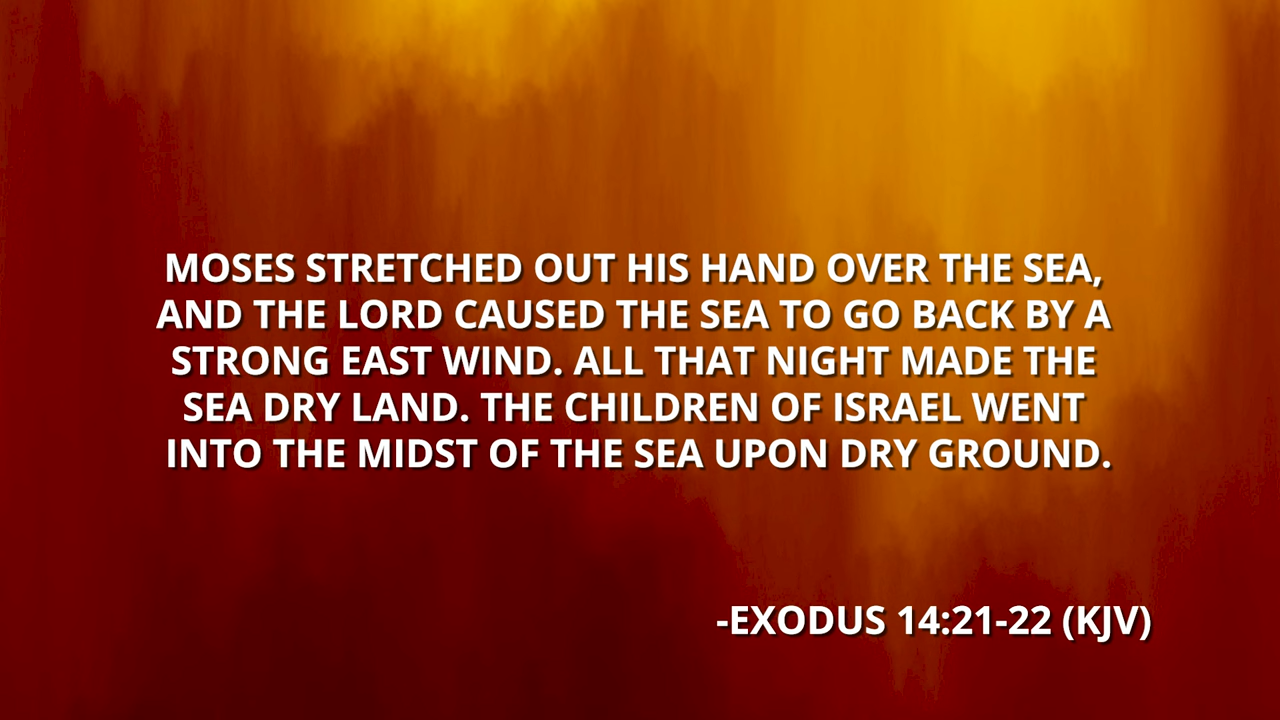 MOSES STRETCHED OUT HIS HAND OVER THE SEA,
AND THE LORD CAUSED THE SEA TO GO BACK BY A
STRONG EAST WIND. ALL THAT NIGHT MADE THE
SEA DRY LAND. THE CHILDREN OF ISRAEL WENT
INTO THE MIDST OF THE SEA UPON DRY GROUND.
-EXODUS 14:21-22 (KJV)